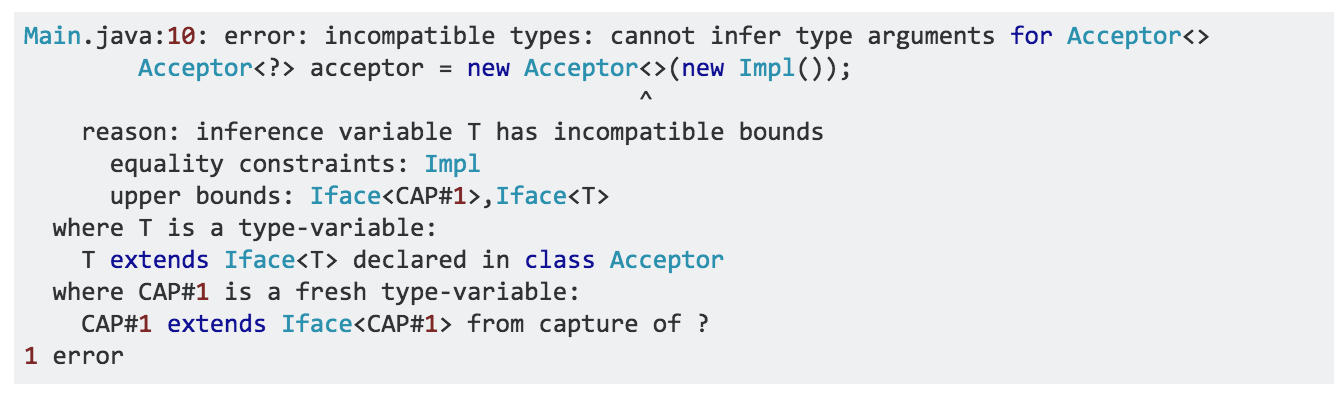 Main.java:10: error: incompatible types: cannot infer type arguments for Acceptor<>
        Acceptor<?> acceptor = new Acceptor<>(new Impl());
                                           ^
    reason: inference variable T has incompatible bounds
      equality constraints: Impl
      upper bounds: Iface<CAP#1>,Iface<T>
  where T is a type-variable:
    T extends Iface<T> declared in class Acceptor
  where CAP#1 is a fresh type-variable:
    CAP#1 extends Iface<CAP#1> from capture of ?
1 error